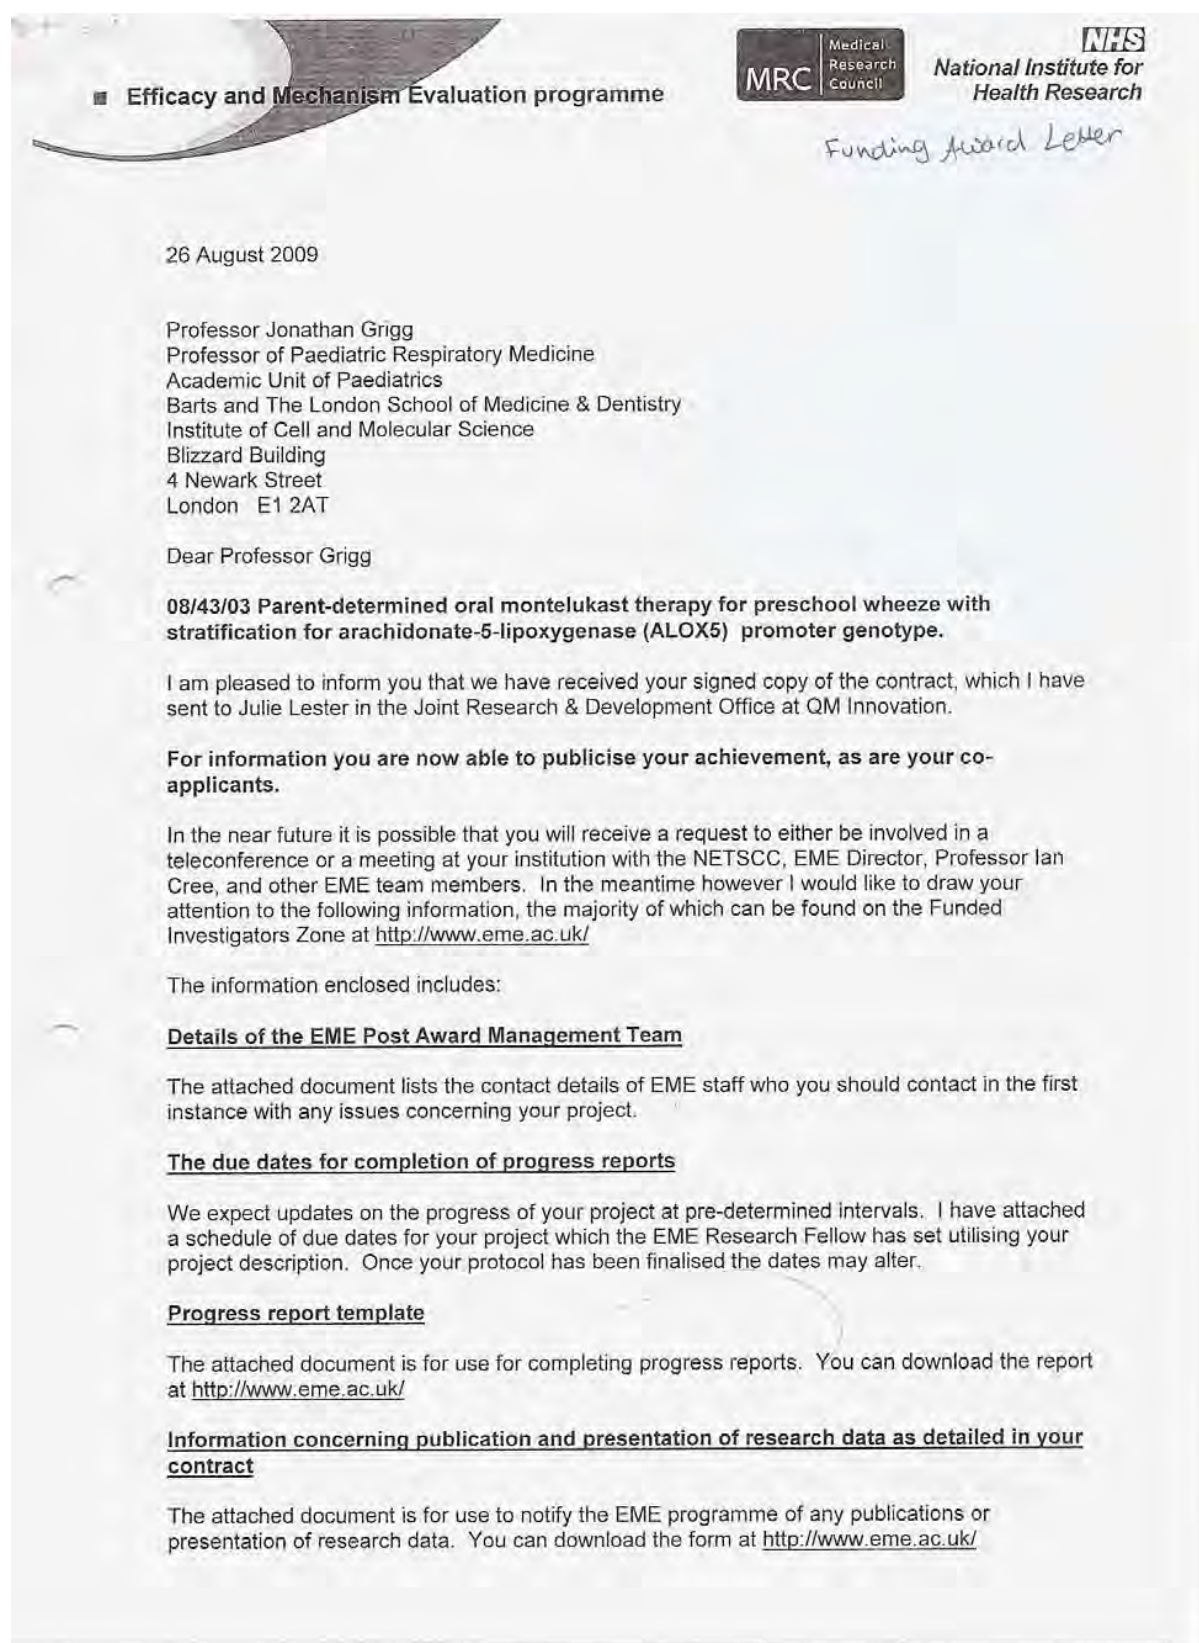 Efficacy and Mechanism Evaluation programme
MRC
Medical
Research
Council
NHS
National Institute for
Health Research
Funding Award Letter
26 August 2009
Professor Jonathan Grigg
Professor of Paediatric Respiratory Medicine
Academic Unit of Paediatrics
Barts and The London School of Medicine & Dentistry
Institute of Cell and Molecular Science
Blizzard Building
4 Newark Street
London E1 2AT
Dear Professor Grigg
08/43/03 Parent-determined oral montelukast therapy for preschool wheeze with
stratification for arachidonate-5-lipoxygenase (ALOX5) promoter genotype.
I am pleased to inform you that we have received your signed copy of the contract, which I have
sent to Julie Lester in the Joint Research & Development Office at QM Innovation.
For information you are now able to publicise your achievement, as are your co-
applicants.
In the near future it is possible that you will receive a request to either be involved in a
teleconference or a meeting at your institution with the NETSCC, EME Director, Professor Ian
Cree, and other EME team members. In the meantime however I would like to draw your
attention to the following information, the majority of which can be found on the Funded
Investigators Zone at http://www.eme.ac.uk/
The information enclosed includes:
Details of the EME Post Award Management Team
The attached document lists the contact details of EME staff who you should contact in the first
instance with any issues concerning your project.
The due dates for completion of progress reports
We expect updates on the progress of your project at pre-determined intervals. I have attached
a schedule of due dates for your project which the EME Research Fellow has set utilising your
project description. Once your protocol has been finalised the dates may alter.
Progress report template
The attached document is for use for completing progress reports. You can download the report
at http://www.eme.ac.uk/
Information concerning publication and presentation of research data as detailed in your
contract
The attached document is for use to notify the EME programme of any publications or
presentation of research data. You can download the form at http://www.eme.ac.uk/